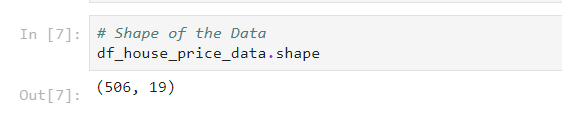 In [7]: # Shape of the Data
df_house_price_data.shape
Out[7]: (506, 19)